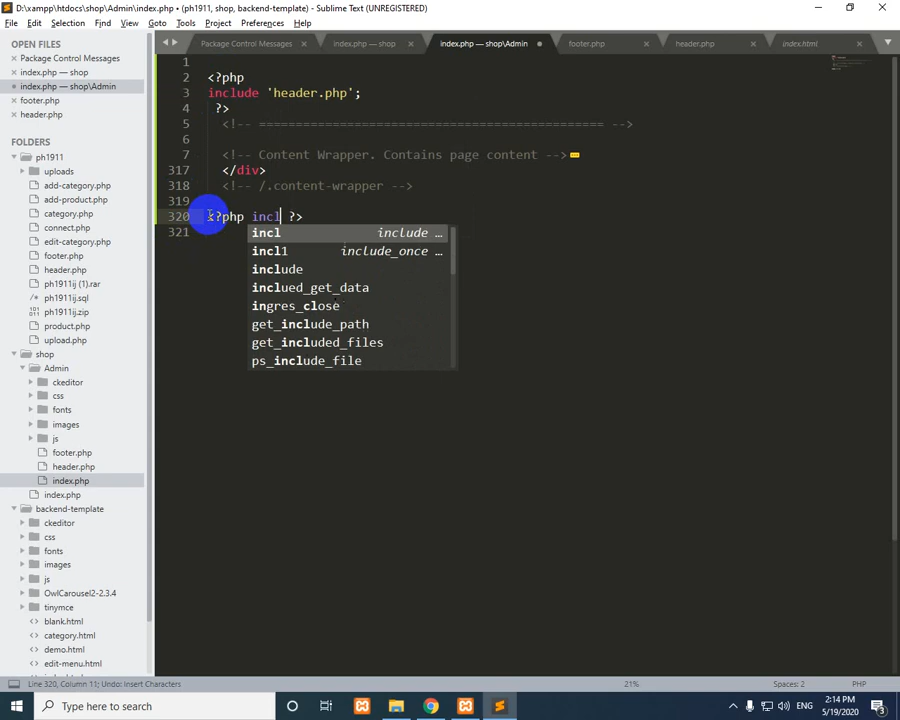 D:\xampp\htdocs\shop\Admin\index.php • (ph1911, shop, backend-template) - Sublime Text (UNREGISTERED)
File Edit Selection Find View Goto Tools Project Preferences Help
OPEN FILES
Package Control Messages
index.php — shop
index.php — shop\Admin
footer.php
header.php
FOLDERS
ph1911
uploads
add-category.php
add-product.php
category.php
connect.php
edit-category.php
footer.php
header.php
ph1911ij (1).rar
ph1911ij.sql
ph1911ij.zip
product.php
upload.php
shop
Admin
ckeditor
css
fonts
images
js
footer.php
header.php
index.php
index.php
backend-template
ckeditor
css
fonts
images
js
OwlCarousel2-2.3.4
tinymce
blank.html
category.html
demo.html
edit-menu.html
Package Control Messages index.php — shop index.php — shop\Admin footer.php header.php index.html
1
2 <?php
3 include 'header.php';
4 ?>
5 <!-- =============================================== -->
6
7 <!-- Content Wrapper. Contains page content -->
317 </div>
318 <!-- /.content-wrapper -->
319
320 <?php incl ?>
321
incl include …
incl1 include_once …
include
inclued_get_data
ingres_close
get_include_path
get_included_files
ps_include_file
Line 320, Column 11; Undo: Insert Characters 21% Spaces: 2 PHP
Type here to search
ENG 2:14 PM 5/19/2020 3